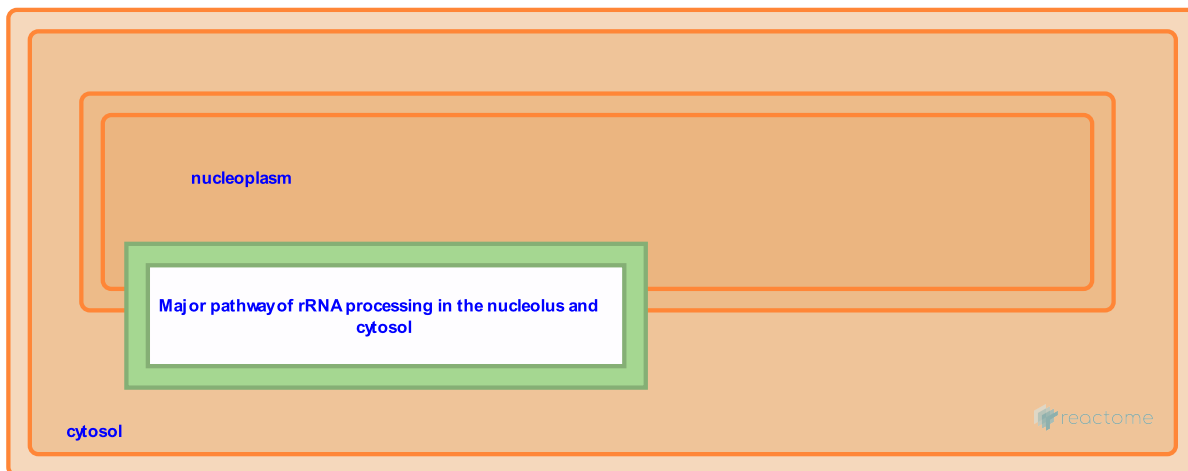 nucleoplasm
Major pathway of rRNA processing in the nucleolus and
cytosol
reactome
cytosol